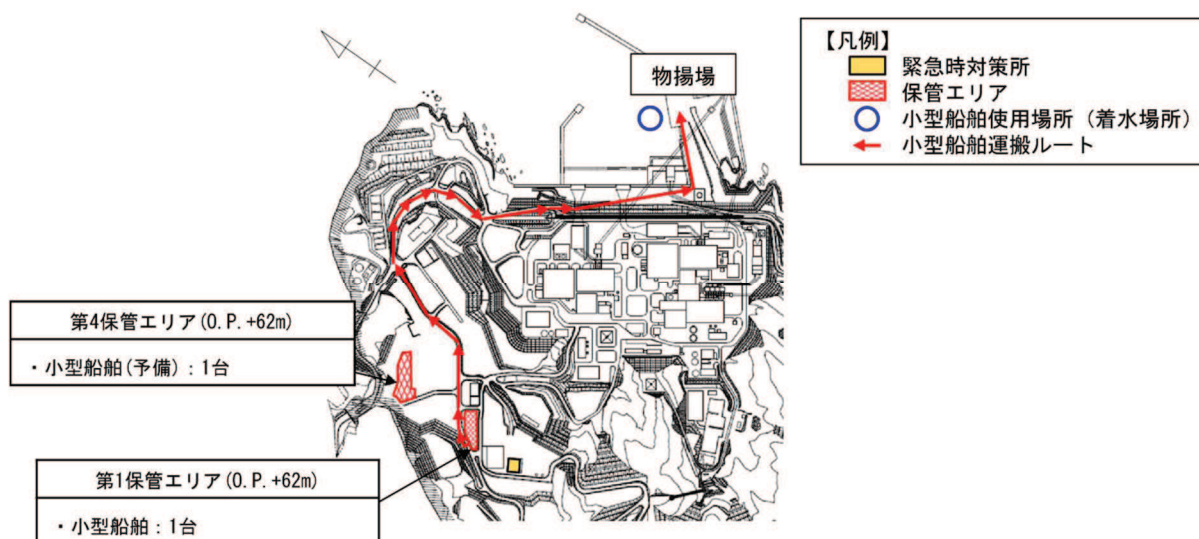 【凡例】
緊急時対策所
保管エリア
小型船舶使用場所（着水場所）
小型船舶運搬ルート
物揚場
第4保管エリア(O.P.+62m)
・小型船舶(予備)：1台
第1保管エリア(O.P.+62m)
・小型船舶：1台